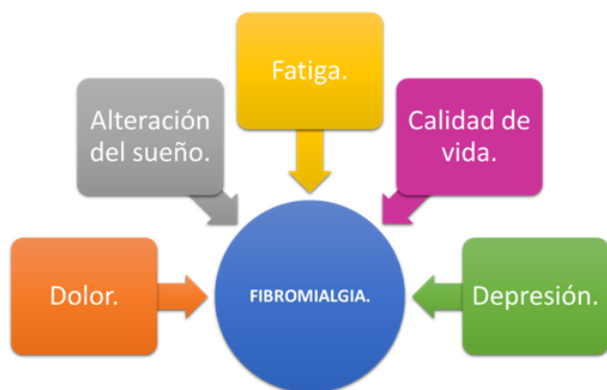 Fatiga.
Alteración
del sueño.
Calidad de
vida.
Dolor.
FIBROMIALGIA.
Depresión.